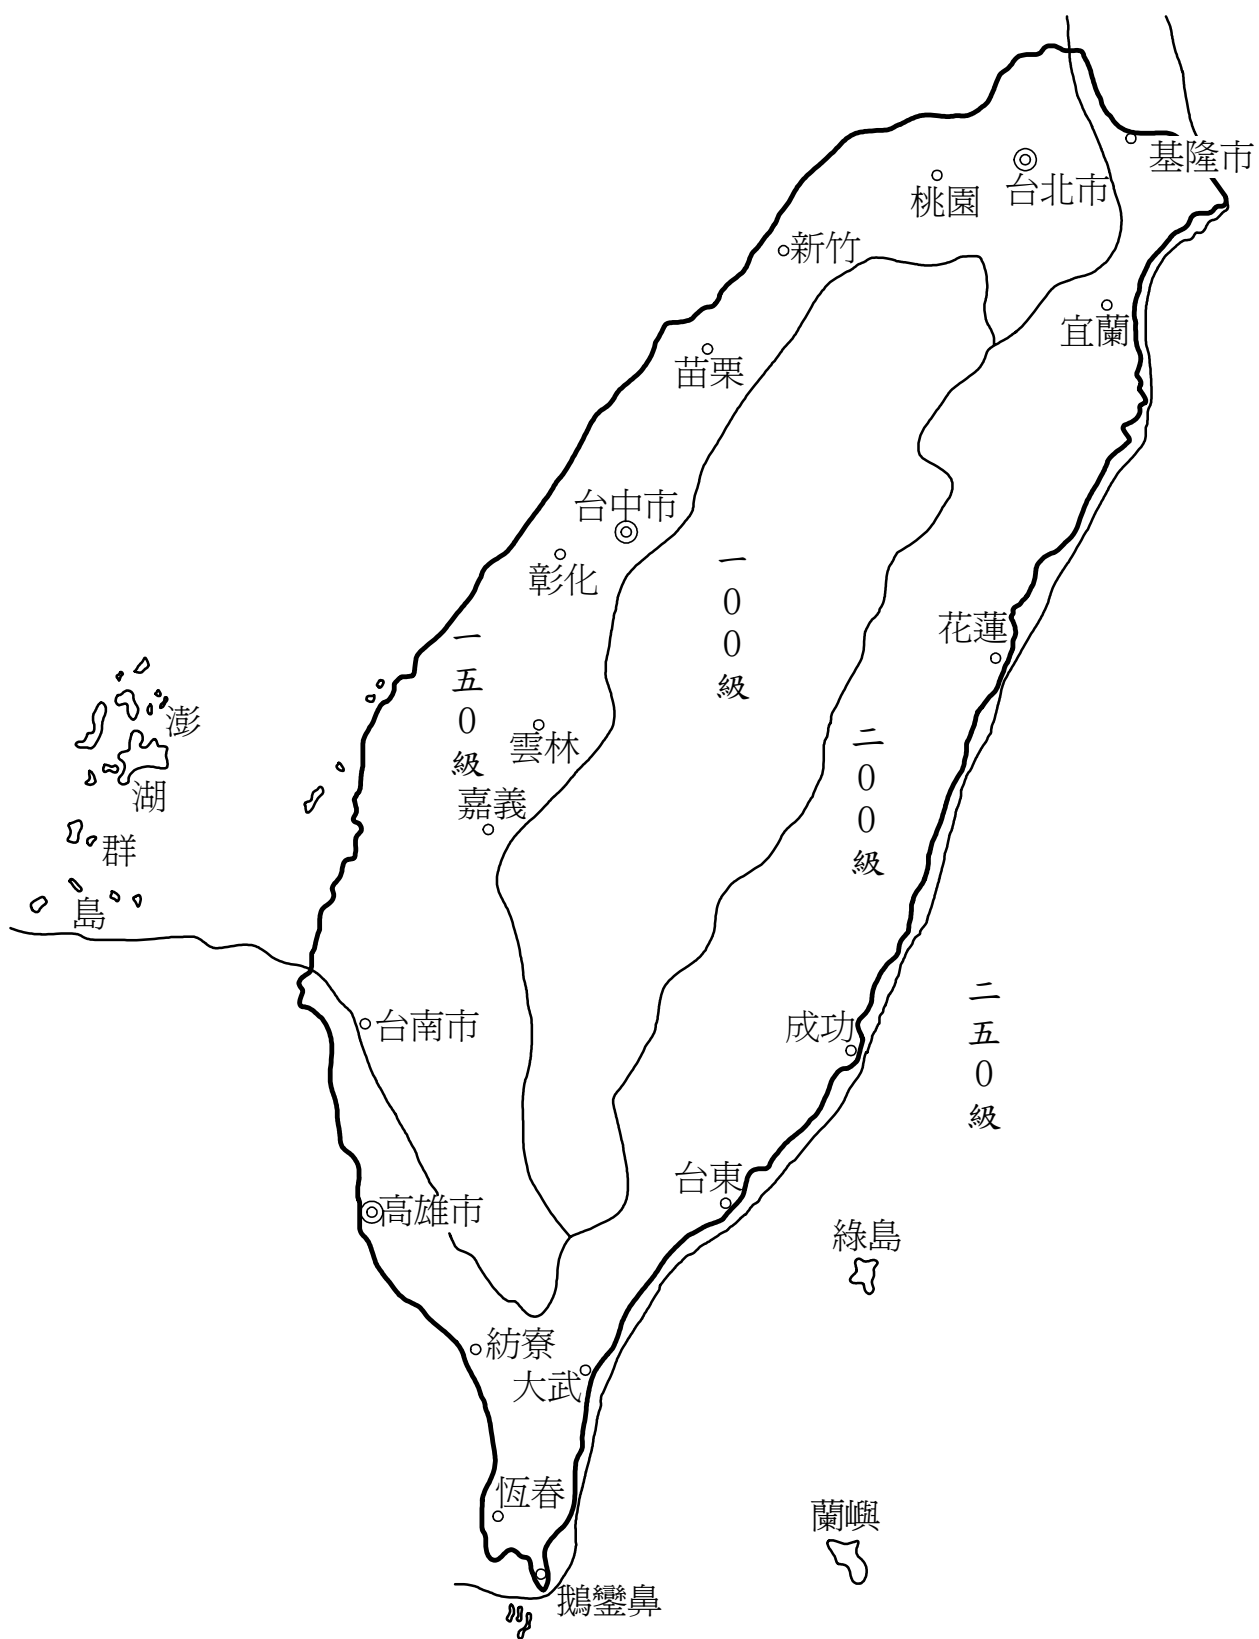 基隆市
台北市
桃園
新竹
宜蘭
苗栗
台中市
彰化
一00級
花蓮
一五0級
澎湖群島
雲林
二00級
嘉義
二五0級
台南市
成功
台東
高雄市
綠島
紡寮
大武
恆春
蘭嶼
鵝鑾鼻